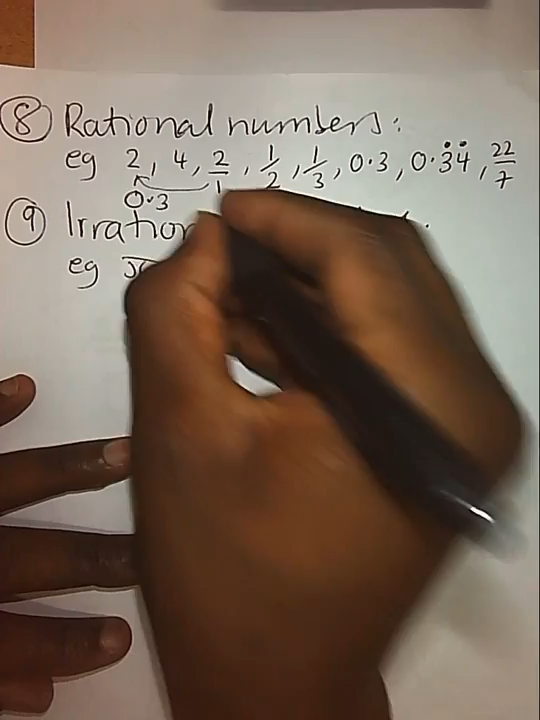 8 Rational numbers:
eg 2, 4, 2/1, 1/2, 1/3, 0.3, 0.3̇4̇, 22/7
0.3
9
eg